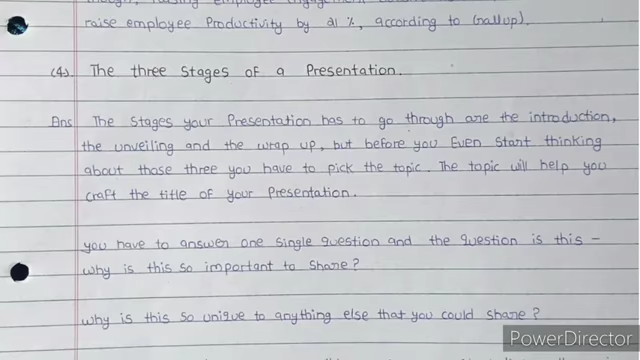 raise employee Productivity by 21 %, according to Gallup).
(4). The three Stages of a Presentation.
Ans The Stages your Presentation has to go through are the introduction,
the unveiling and the wrap up, but before you Even Start thinking
about those three you have to pick the topic. The topic will help you
craft the title of your Presentation.
you have to answer one single question and the question is this –
why is this so important to share?
why is this so unique to anything else that you could share?
PowerDirector